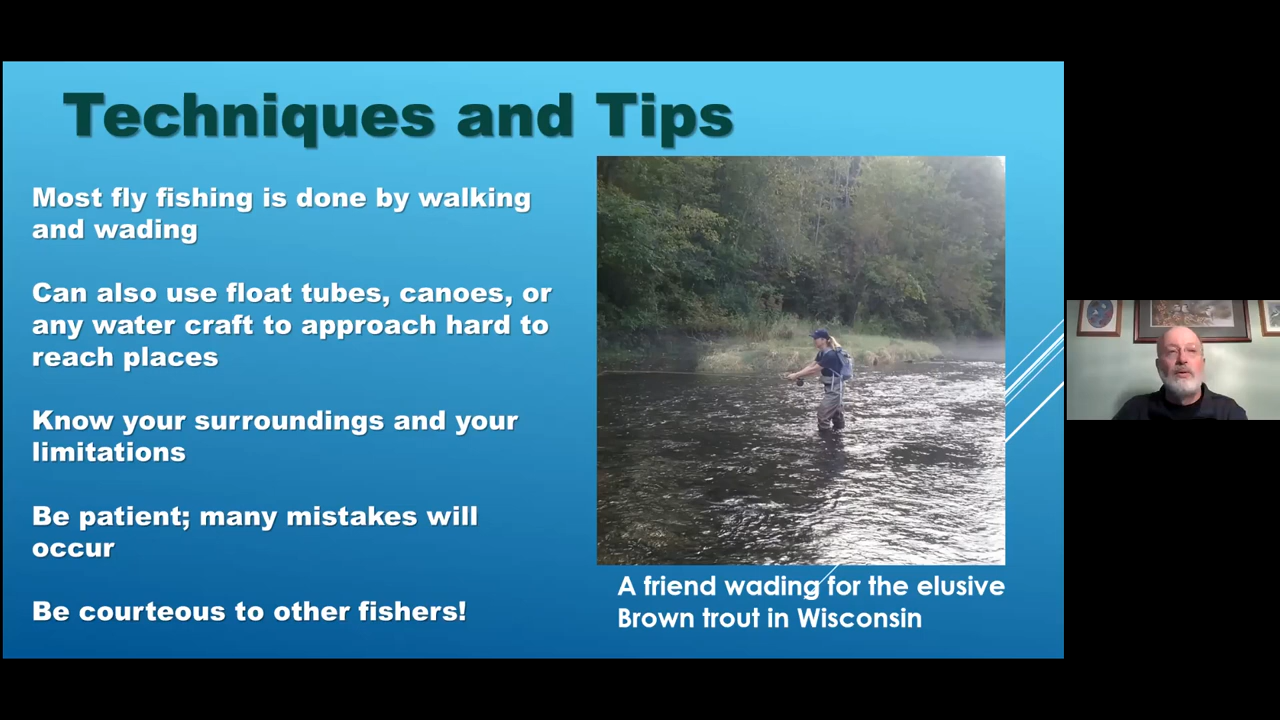 Techniques and Tips
Most fly fishing is done by walking
and wading
Can also use float tubes, canoes, or
any water craft to approach hard to
reach places
Know your surroundings and your
limitations
Be patient; many mistakes will
occur
Be courteous to other fishers!
A friend wading for the elusive
Brown trout in Wisconsin